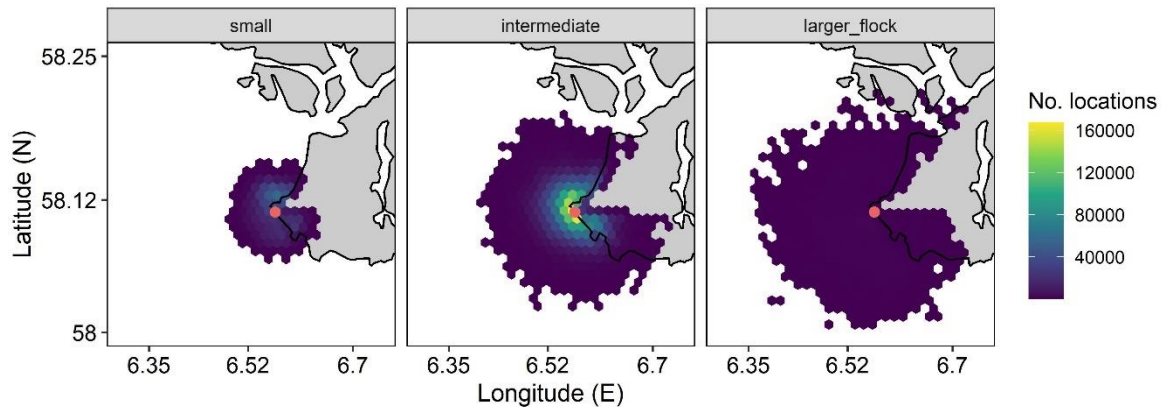 small
intermediate
larger_flock
58.25
58.12
58
Latitude (N)
6.35 6.52 6.7
6.35 6.52 6.7
6.35 6.52 6.7
Longitude (E)
No. locations
160000
120000
80000
40000